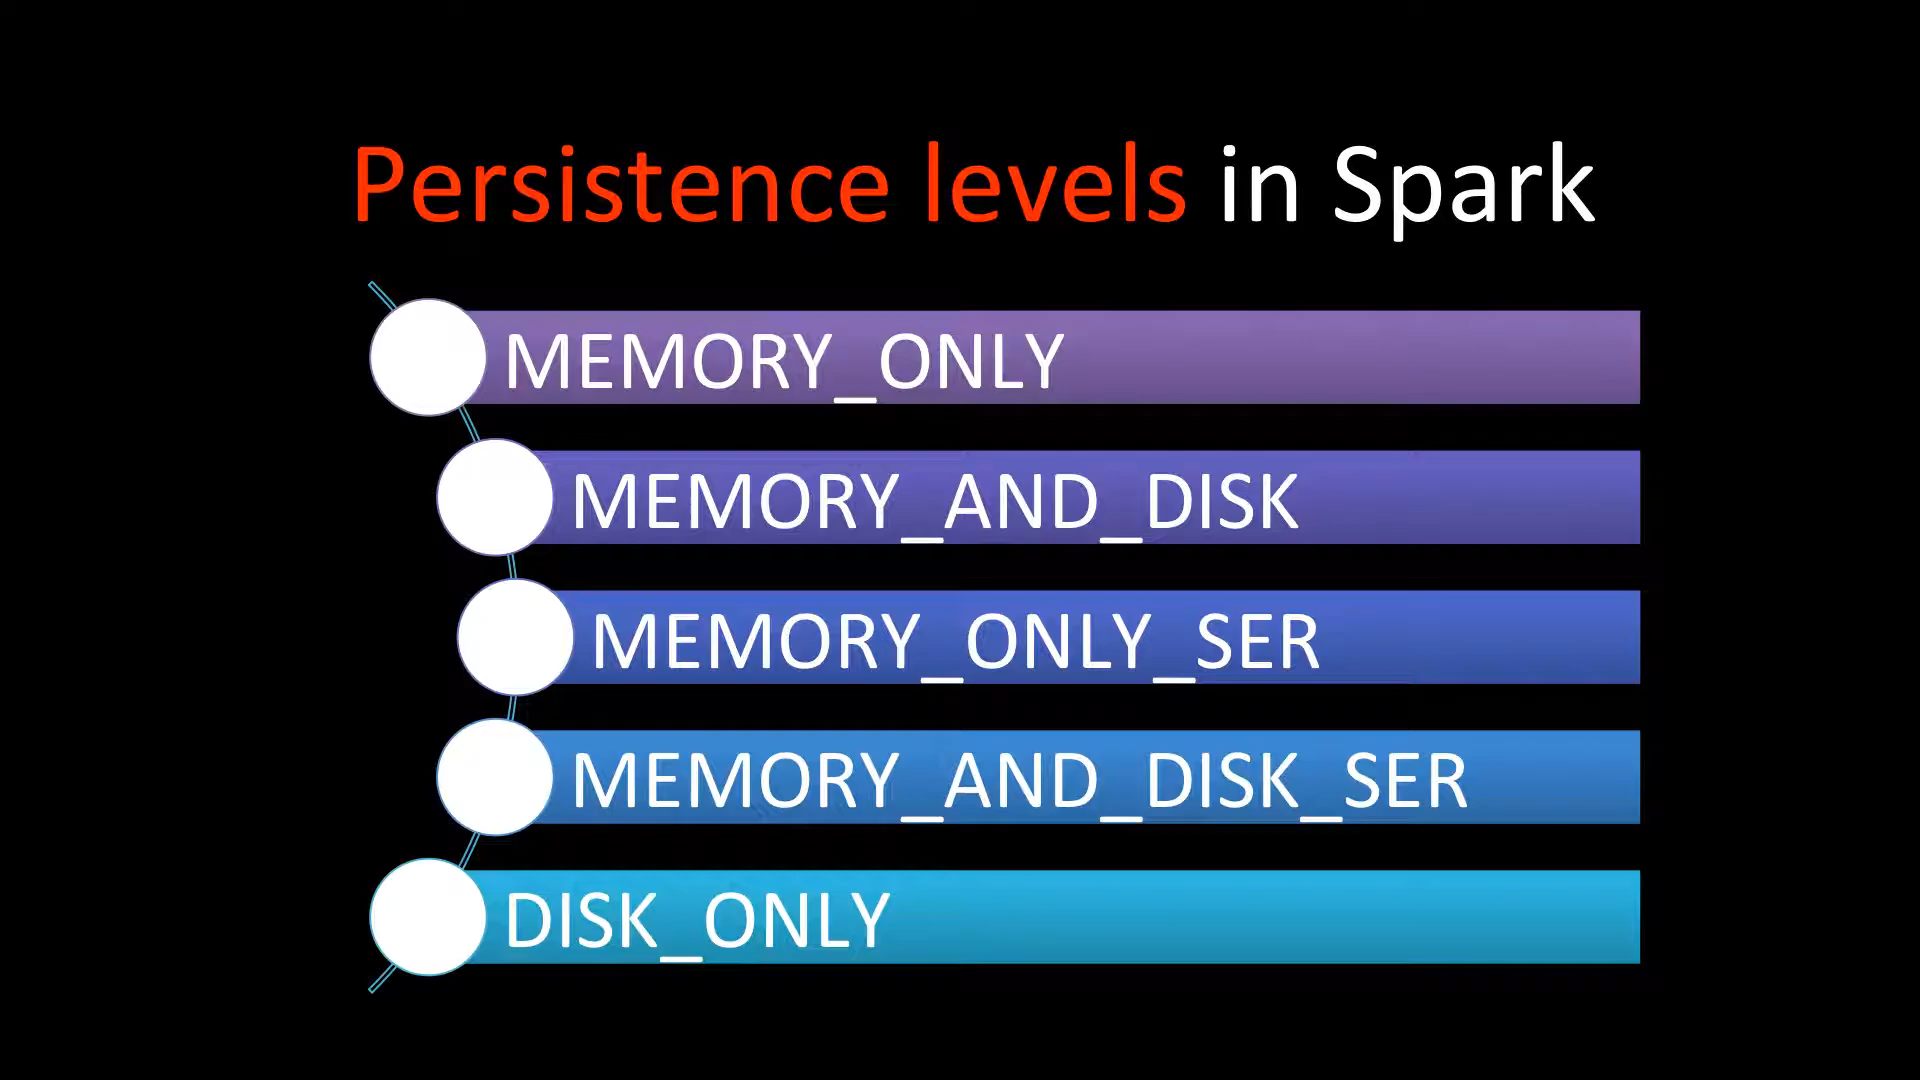 Persistence levels in Spark
MEMORY_ONLY
MEMORY_AND_DISK
MEMORY_ONLY_SER
MEMORY_AND_DISK_SER
DISK_ONLY